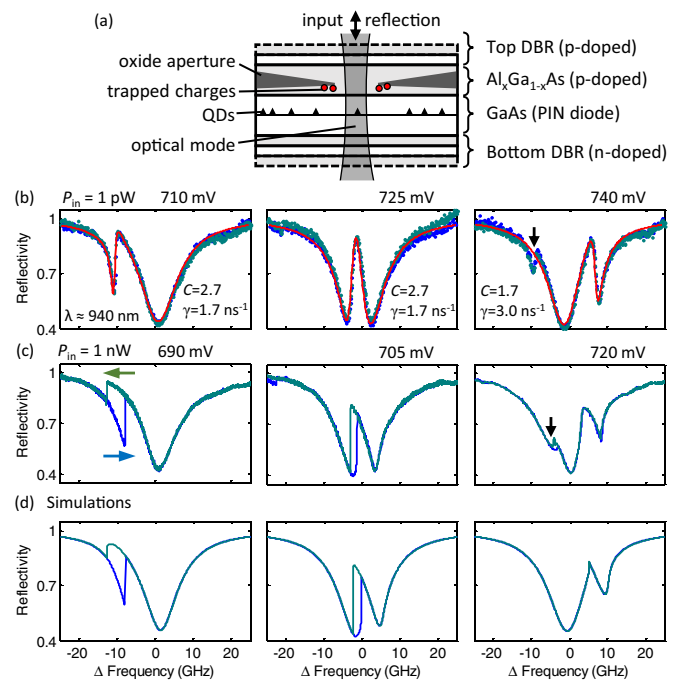 (a)
input reflection
oxide aperture
trapped charges
QDs
optical mode
Top DBR (p-doped)
AlxGa1-xAs (p-doped)
GaAs (PIN diode)
Bottom DBR (n-doped)
(b) Pin = 1 pW 710 mV 725 mV 740 mV
Reflectivity
1
0.7
0.4
λ ≈ 940 nm
C=2.7
γ=1.7 ns-1
C=2.7
γ=1.7 ns-1
C=1.7
γ=3.0 ns-1
(c) Pin = 1 nW 690 mV 705 mV 720 mV
Reflectivity
1
0.7
0.4
(d) Simulations
Reflectivity
1
0.7
0.4
-20 -10 0 10 20 -20 -10 0 10 20 -20 -10 0 10 20
Δ Frequency (GHz) Δ Frequency (GHz) Δ Frequency (GHz)